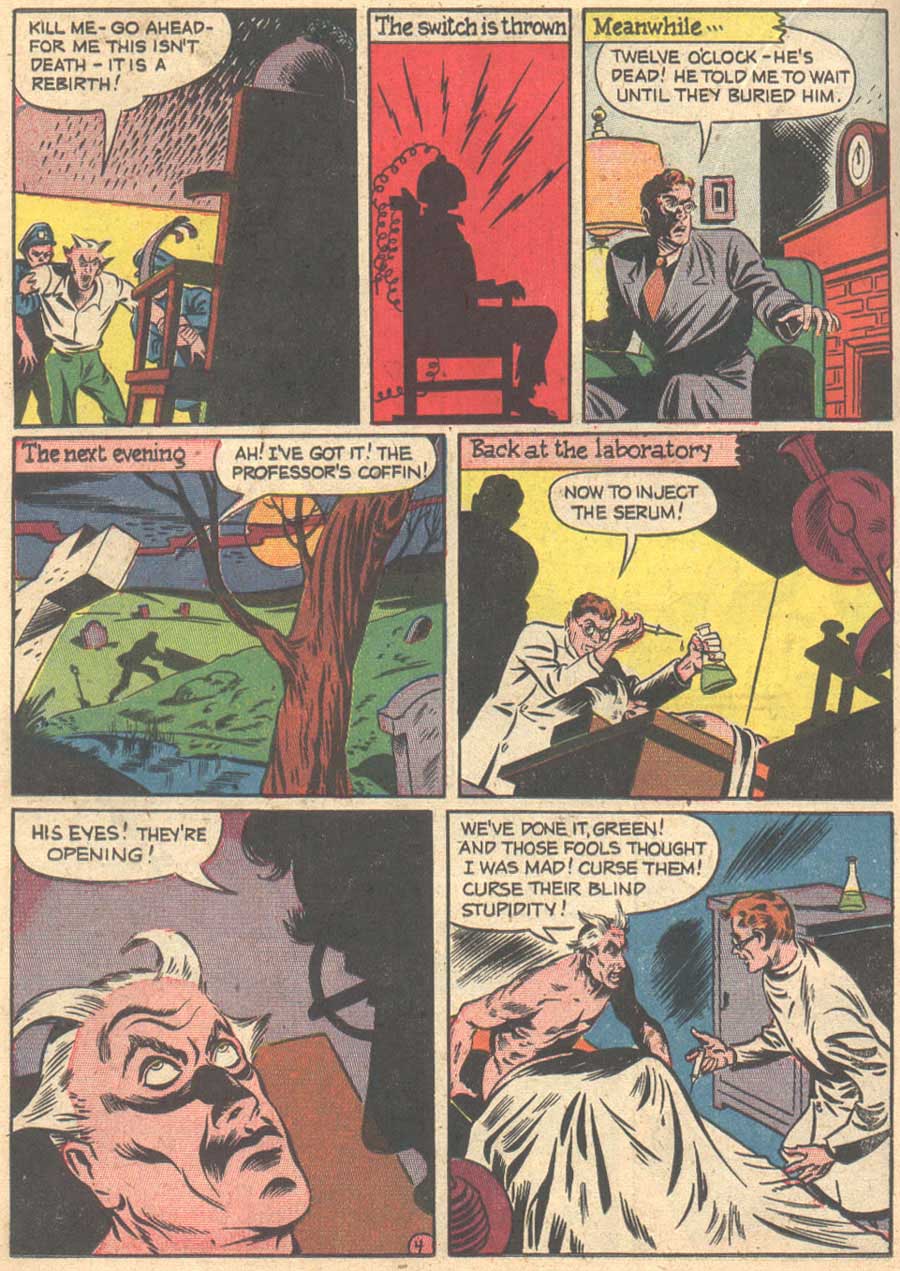 KILL ME - GO AHEAD -
FOR ME THIS ISN'T
DEATH - IT IS A
REBIRTH!
The switch is thrown
Meanwhile...
TWELVE O'CLOCK - HE'S
DEAD! HE TOLD ME TO WAIT
UNTIL THEY BURIED HIM.
The next evening
AH! I'VE GOT IT! THE
PROFESSOR'S COFFIN!
Back at the laboratory
NOW TO INJECT
THE SERUM!
HIS EYES! THEY'RE
OPENING!
4
WE'VE DONE IT, GREEN!
AND THOSE FOOLS THOUGHT
I WAS MAD! CURSE THEM!
CURSE THEIR BLIND
STUPIDITY!